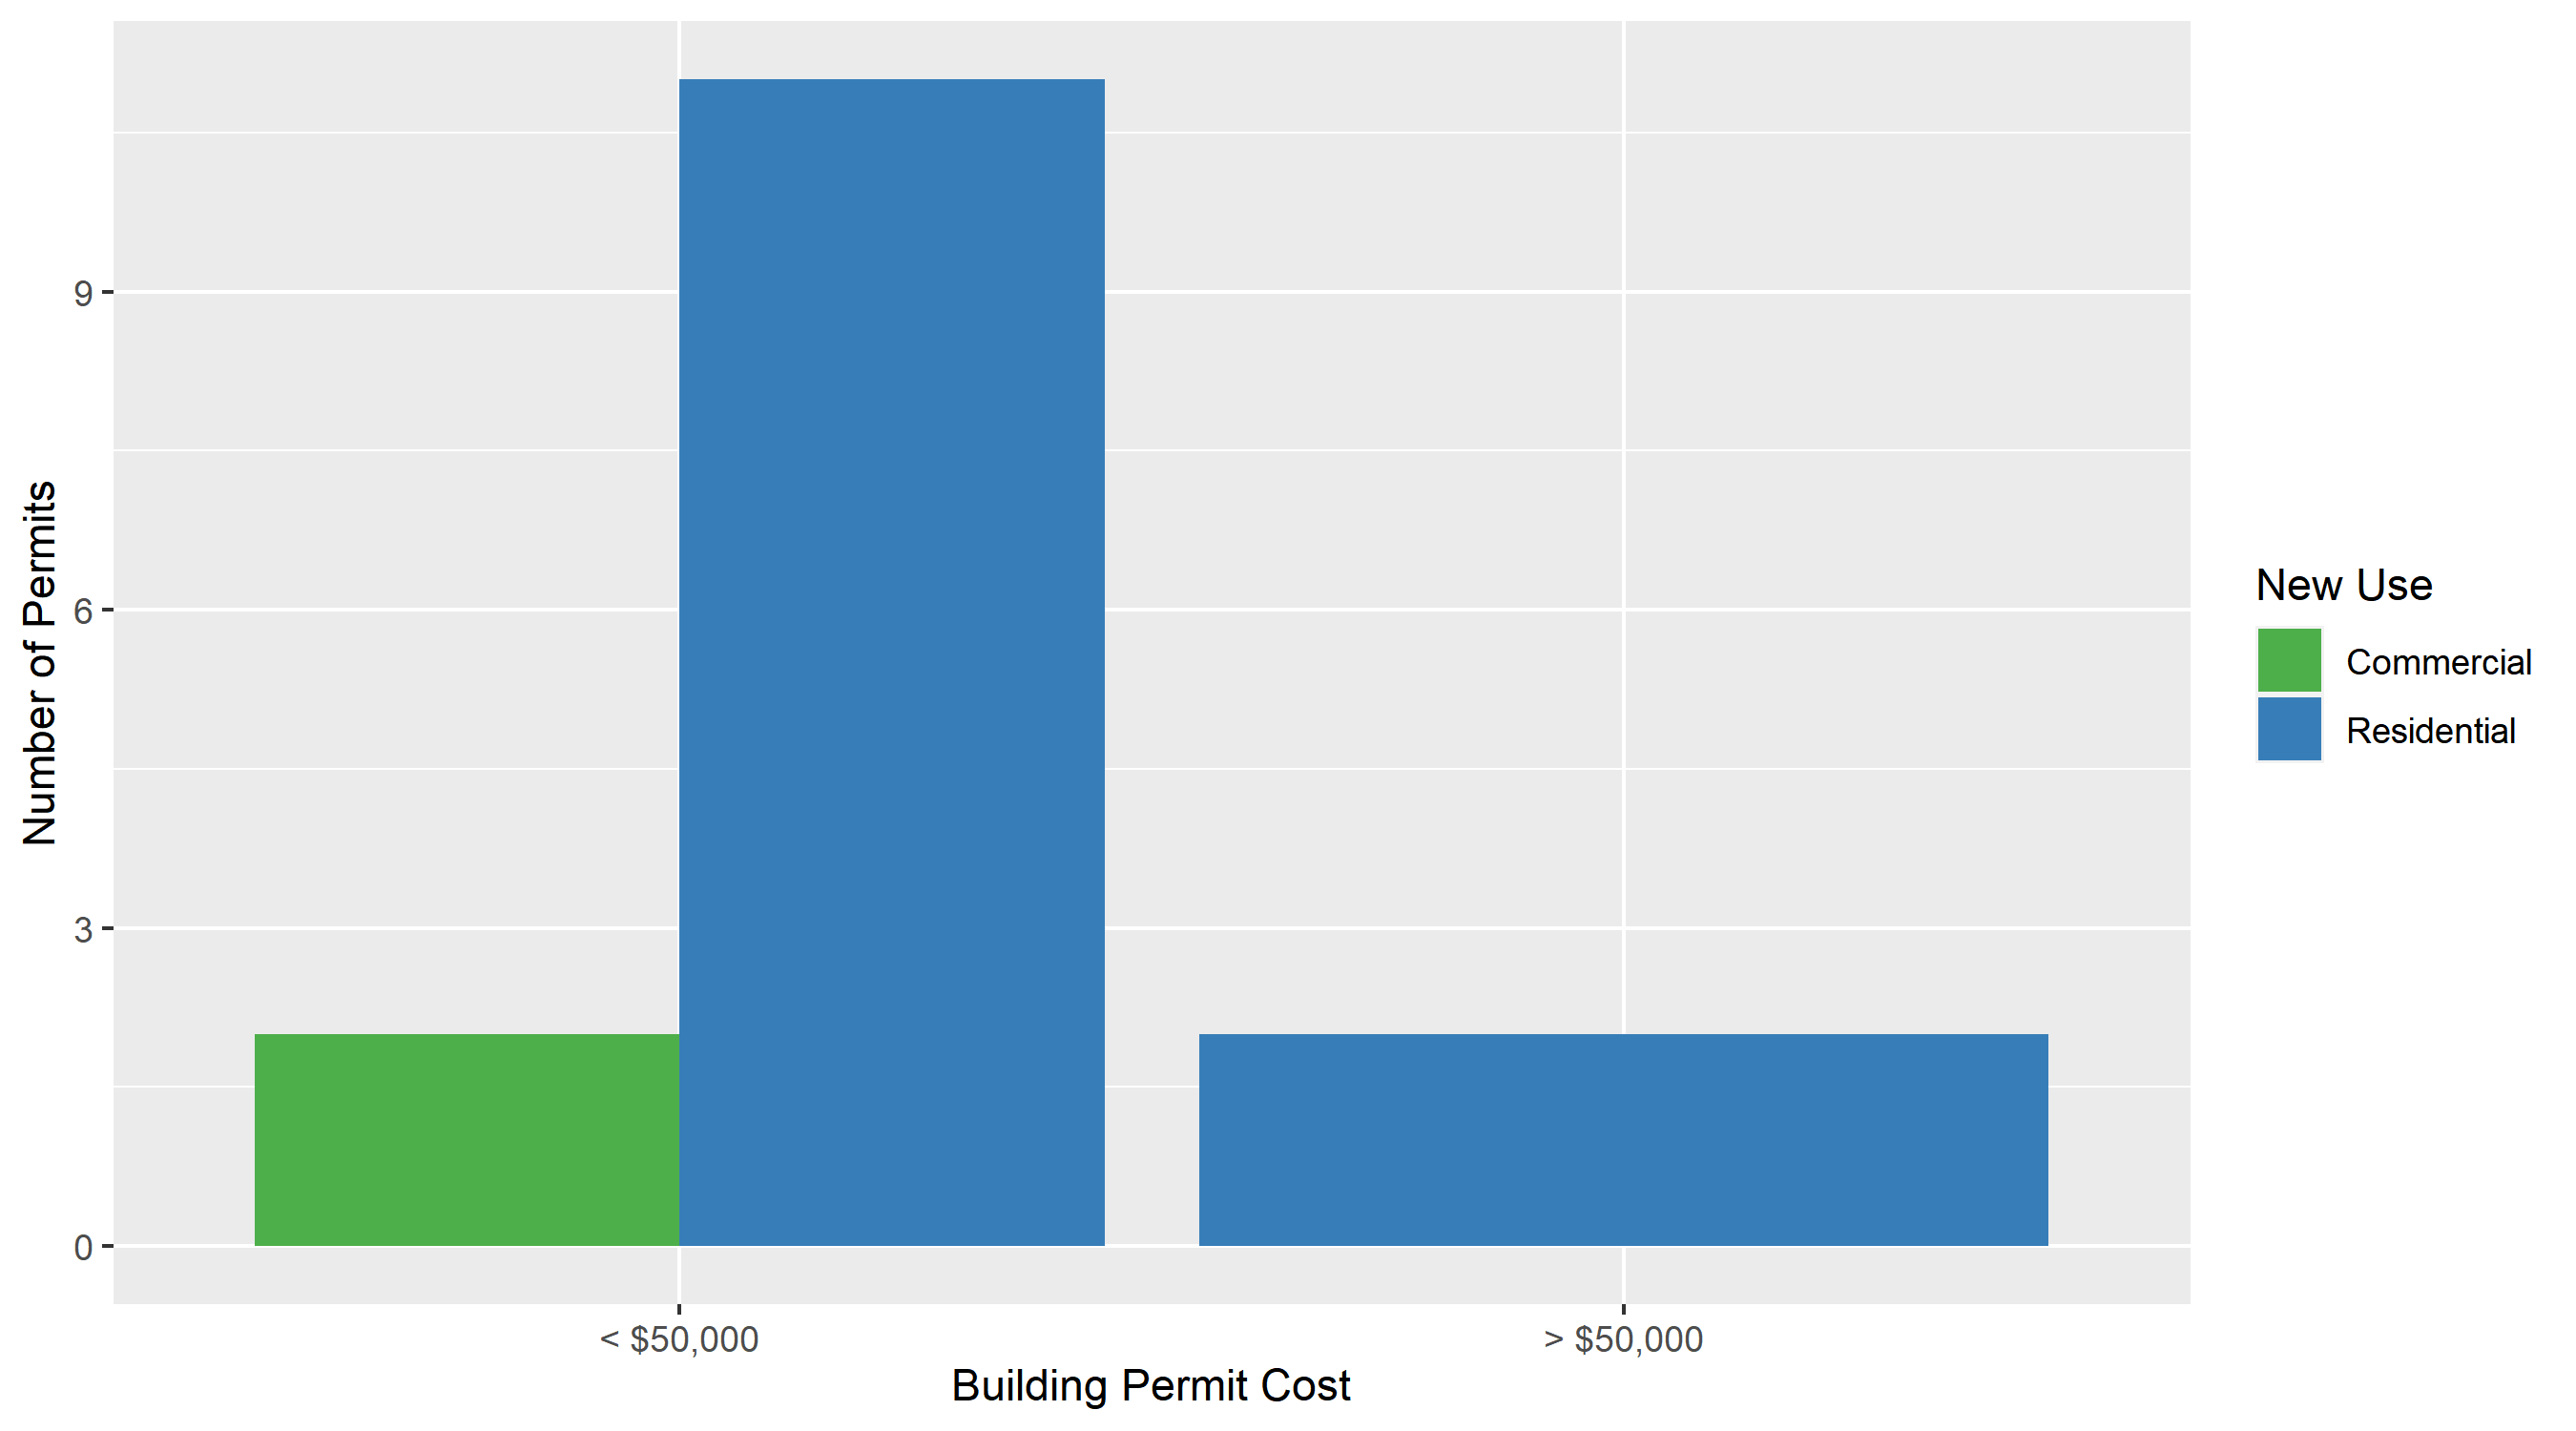 9
6
3
0
Number of Permits
< $50,000
> $50,000
Building Permit Cost
New Use
Commercial
Residential